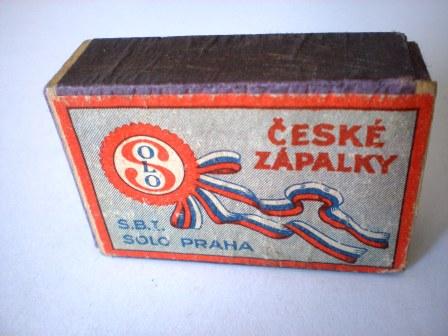 SOLO
ČESKÉ
ZÁPALKY
S.B.T.
SOLO PRAHA